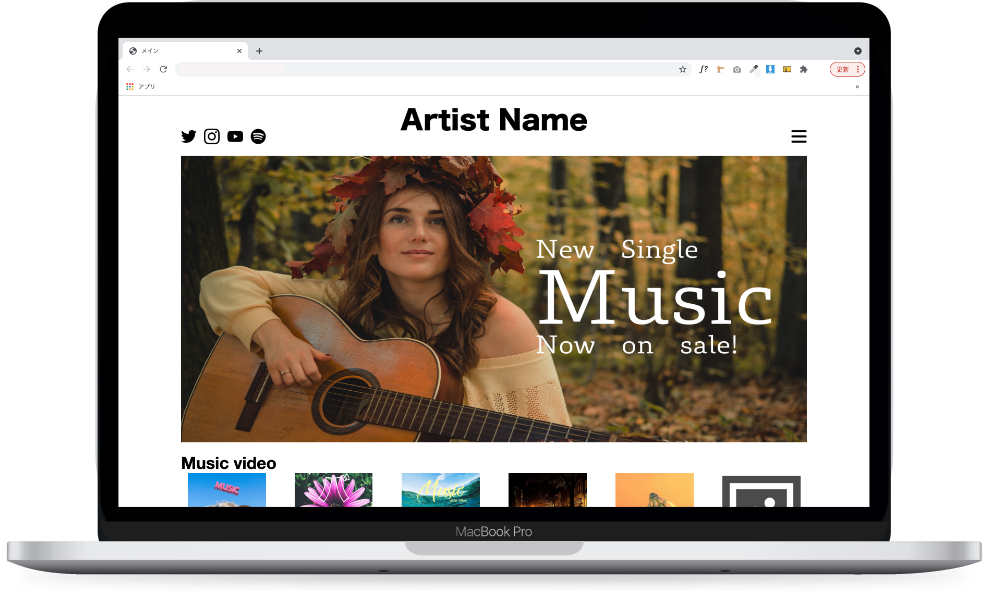 メイン
f?
更新
アプリ
Artist Name
New Single
Music
Now on sale!
Music video
MUSIC
Music
MacBook Pro